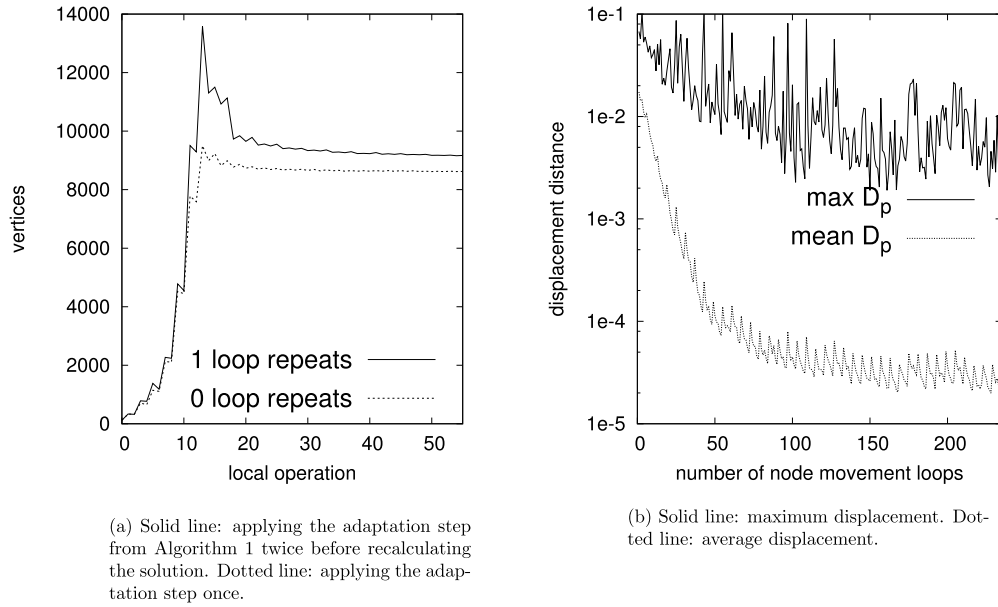 14000
12000
10000
8000
6000
4000
2000
0
vertices
1 loop repeats
0 loop repeats
0 10 20 30 40 50
local operation
(a) Solid line: applying the adaptation step
from Algorithm 1 twice before recalculating
the solution. Dotted line: applying the adap-
tation step once.
1e-1
1e-2
1e-3
1e-4
1e-5
displacement distance
max Dp
mean Dp
0 50 100 150 200
number of node movement loops
(b) Solid line: maximum displacement. Dot-
ted line: average displacement.